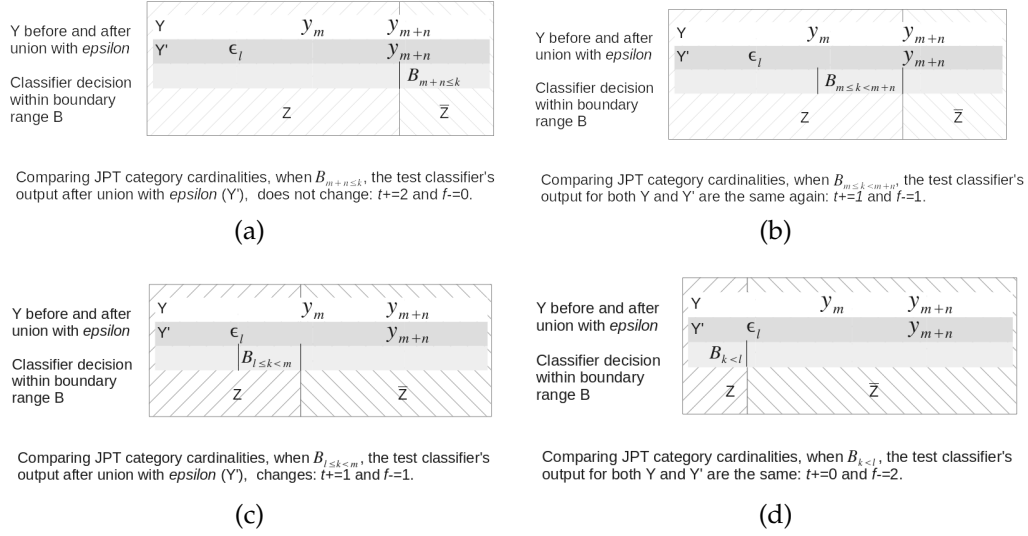 Y before and after
union with epsilon
Classifier decision
within boundary
range B
Y
y_m
y_{m+n}
Y'
ϵ_l
y_{m+n}
B_{m+n≤k}
Z
Z̅
Comparing JPT category cardinalities, when B_{m+n≤k}, the test classifier's
output after union with epsilon (Y'), does not change: t+=2 and f-=0.
(a)
Y before and after
union with epsilon
Classifier decision
within boundary
range B
Y
y_m
y_{m+n}
Y'
ϵ_l
y_{m+n}
B_{m≤k<m+n}
Z
Z̅
Comparing JPT category cardinalities, when B_{m≤k<m+n}, the test classifier's
output for both Y and Y' are the same again: t+=1 and f-=1.
(b)
Y before and after
union with epsilon
Classifier decision
within boundary
range B
Y
y_m
y_{m+n}
Y'
ϵ_l
y_{m+n}
B_{l≤k<m}
Z
Z̅
Comparing JPT category cardinalities, when B_{l≤k<m}, the test classifier's
output after union with epsilon (Y'), changes: t+=1 and f-=1.
(c)
Y before and after
union with epsilon
Classifier decision
within boundary
range B
Y
y_m
y_{m+n}
Y'
ϵ_l
y_{m+n}
B_{k<l}
Z
Z̅
Comparing JPT category cardinalities, when B_{k<l}, the test classifier's
output for both Y and Y' are the same: t+=0 and f-=2.
(d)